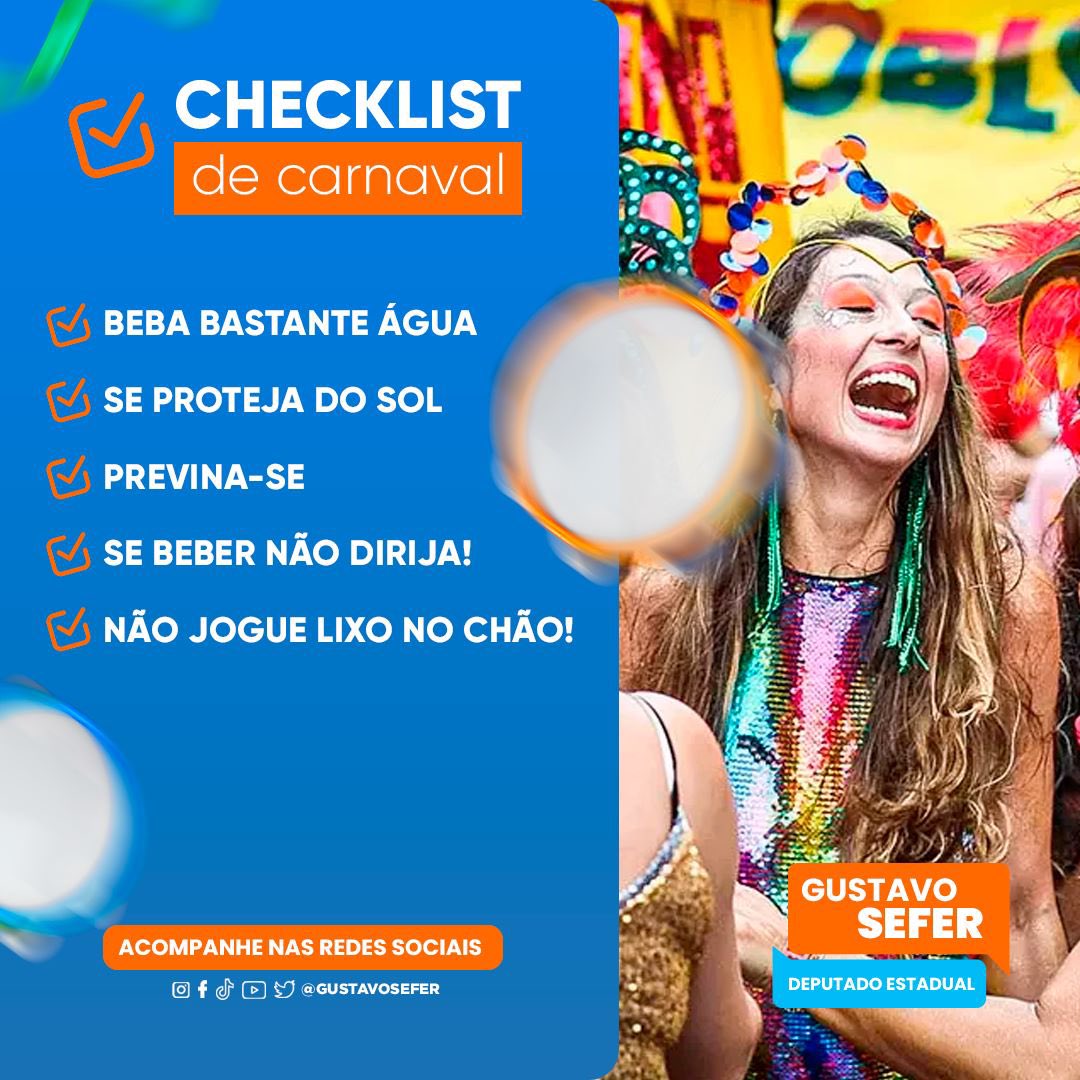 CHECKLIST
de carnaval
BEBA BASTANTE ÁGUA
SE PROTEJA DO SOL
PREVINA-SE
SE BEBER NÃO DIRIJA!
NÃO JOGUE LIXO NO CHÃO!
ACOMPANHE NAS REDES SOCIAIS
@GUSTAVOSEFER
GUSTAVO
SEFER
DEPUTADO ESTADUAL